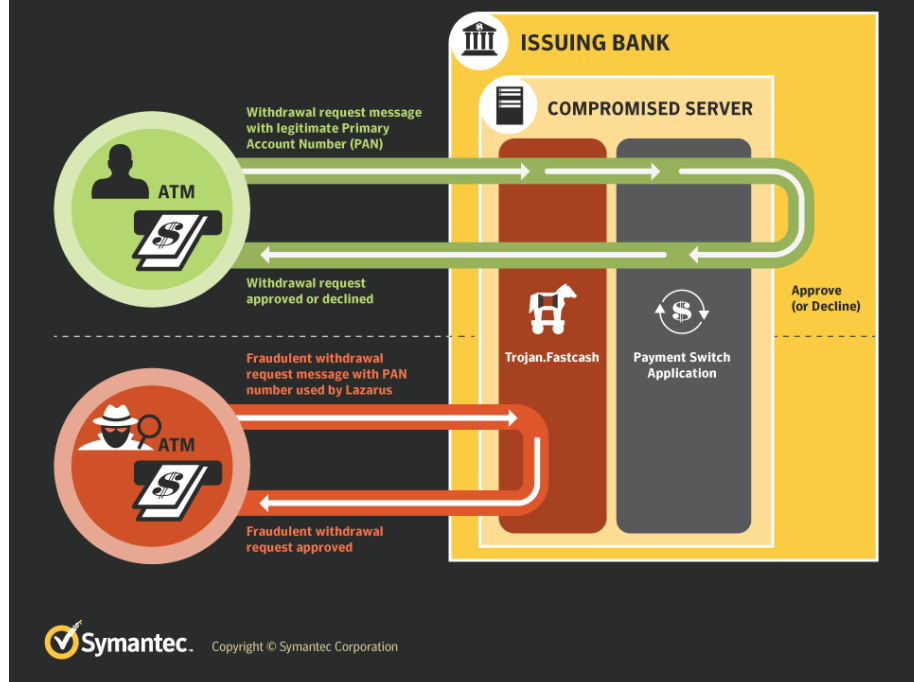 ISSUING BANK
COMPROMISED SERVER
Withdrawal request message
with legitimate Primary
Account Number (PAN)
ATM
$
Withdrawal request
approved or declined
Approve
(or Decline)
$
Trojan.Fastcash
Payment Switch
Application
Fraudulent withdrawal
request message with PAN
number used by Lazarus
ATM
$
Fraudulent withdrawal
request approved
Symantec.
Copyright © Symantec Corporation